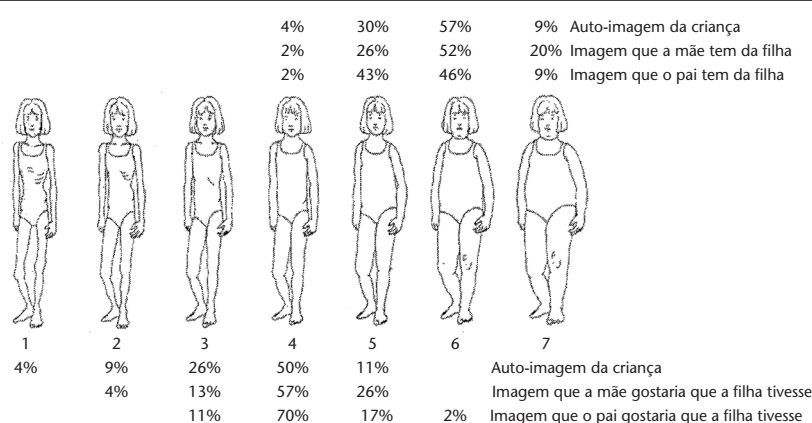 4% 30% 57% 9% Auto-imagem da criança
2% 26% 52% 20% Imagem que a mãe tem da filha
2% 43% 46% 9% Imagem que o pai tem da filha
1 2 3 4 5 6 7
4% 9% 26% 50% 11% Auto-imagem da criança
4% 13% 57% 26% Imagem que a mãe gostaria que a filha tivesse
11% 70% 17% 2% Imagem que o pai gostaria que a filha tivesse